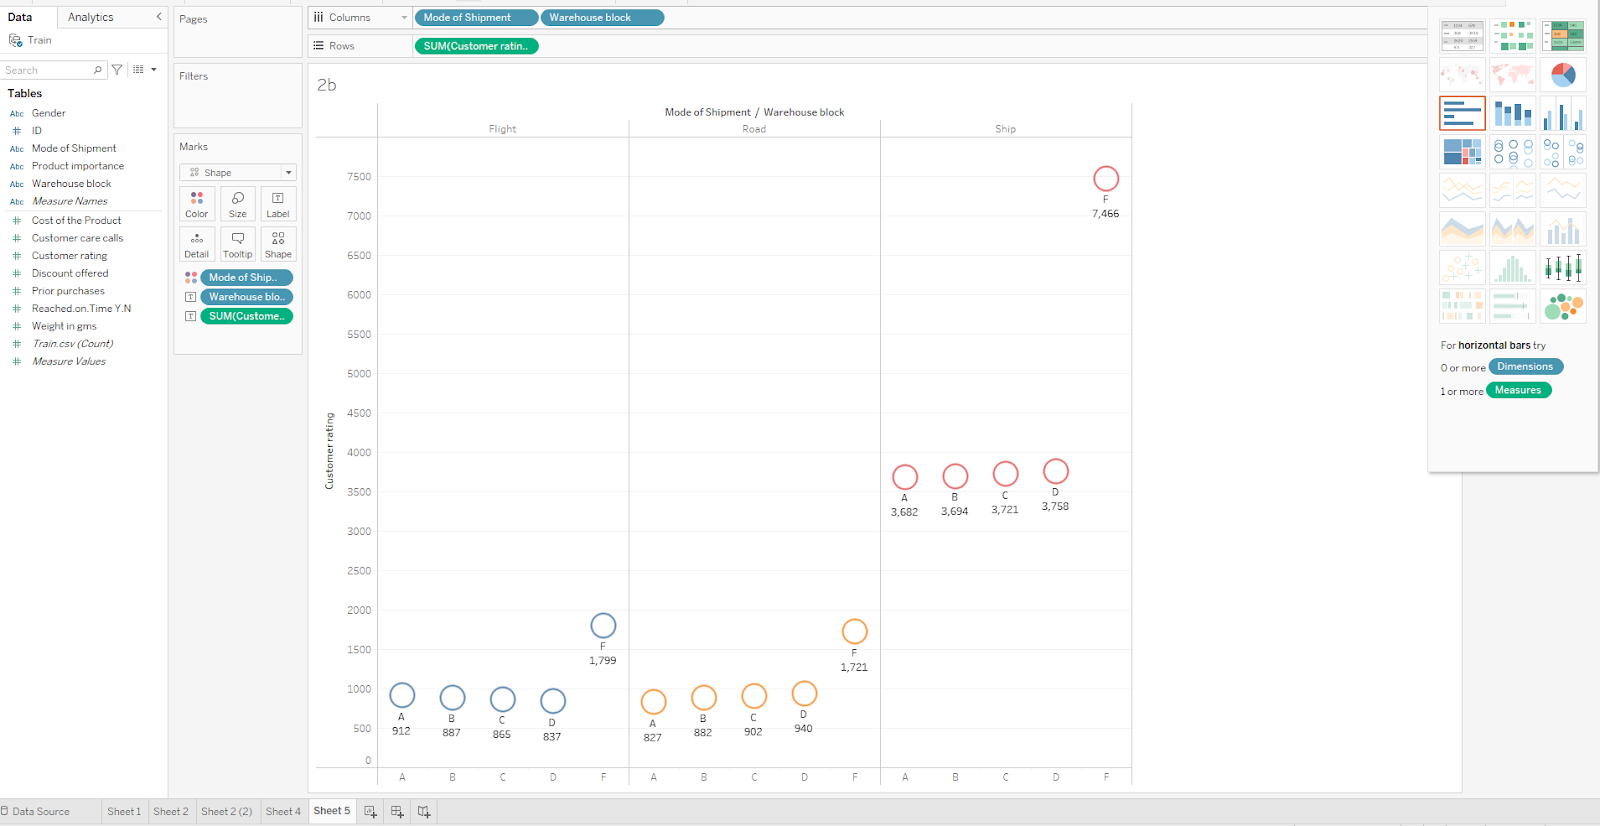 Data
Analytics
Train
Search
Tables
Abc Gender
# ID
Abc Mode of Shipment
Abc Product importance
Abc Warehouse block
Abc Measure Names
# Cost of the Product
# Customer care calls
# Customer rating
# Discount offered
# Prior purchases
# Reached.on.Time Y.N
# Weight in gms
# Train.csv (Count)
# Measure Values
Pages
Filters
Marks
Shape
Color Size Label
Detail Tooltip Shape
Mode of Ship..
Warehouse blo..
SUM(Custome..
Columns Mode of Shipment Warehouse block
Rows SUM(Customer ratin..
2b
Mode of Shipment / Warehouse block
Flight Road Ship
Customer rating
7500
7000
6500
6000
5500
5000
4500
4000
3500
3000
2500
2000
1500
1000
500
0
A
912
B
887
C
865
D
837
F
1,799
A
827
B
882
C
902
D
940
F
1,721
A
3,682
B
3,694
C
3,721
D
3,758
F
7,466
A B C D F A B C D F A B C D F
For horizontal bars try
0 or more Dimensions
1 or more Measures
Data Source Sheet 1 Sheet 2 Sheet 2 (2) Sheet 4 Sheet 5